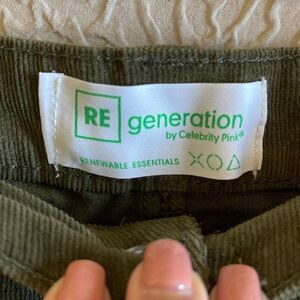 RE generation
by Celebrity Pink®
RENEWABLE ESSENTIALS